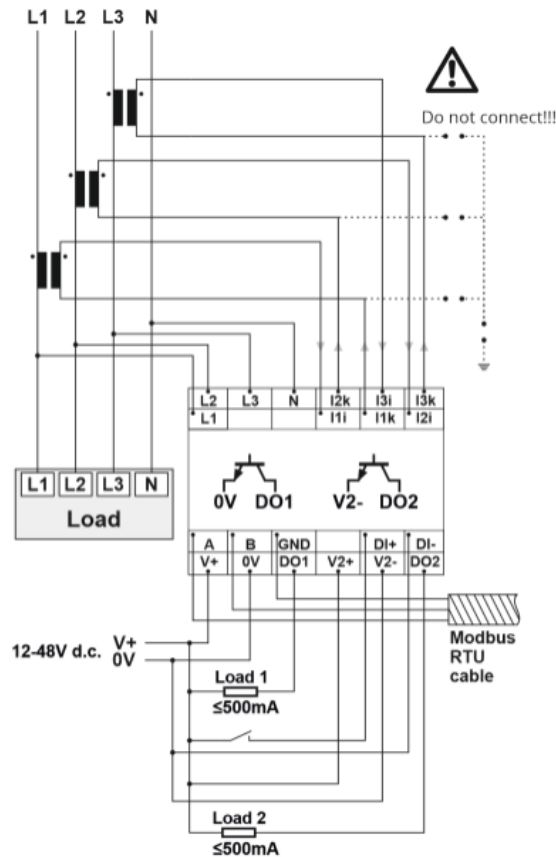 L1 L2 L3 N
Do not connect!!!
L2 L3 N I2k I3i I3k
L1 I1i I1k I2i
0V DO1 V2- DO2
L1 L2 L3 N
Load
A B GND DI+ DI-
V+ 0V DO1 V2+ V2- DO2
Modbus
RTU
cable
12-48V d.c. V+
0V
Load 1
≤500mA
Load 2
≤500mA